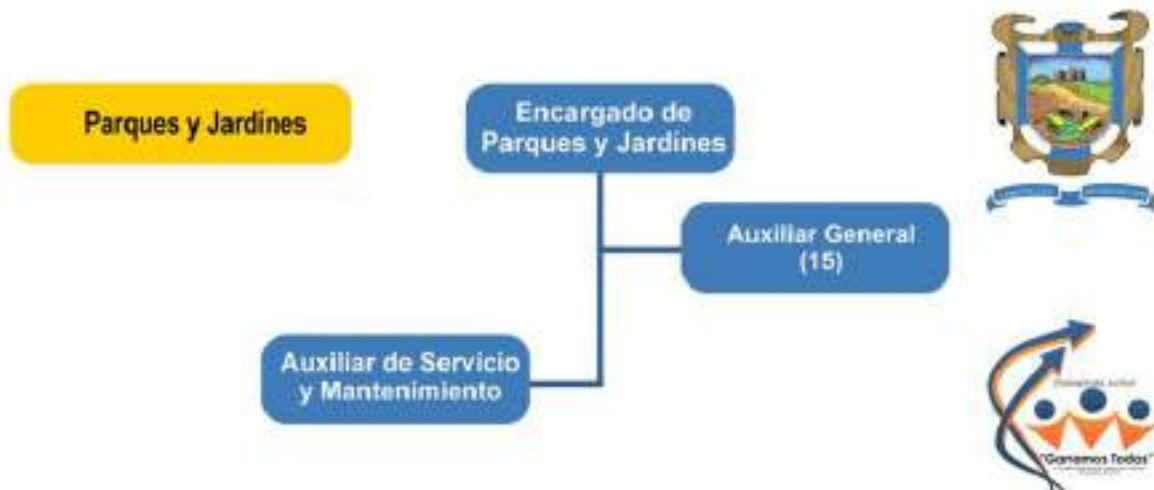 Parques y Jardines
Encargado de
Parques y Jardines
Auxiliar General
(15)
Auxiliar de Servicio
y Mantenimiento
"Ganamos Todos"